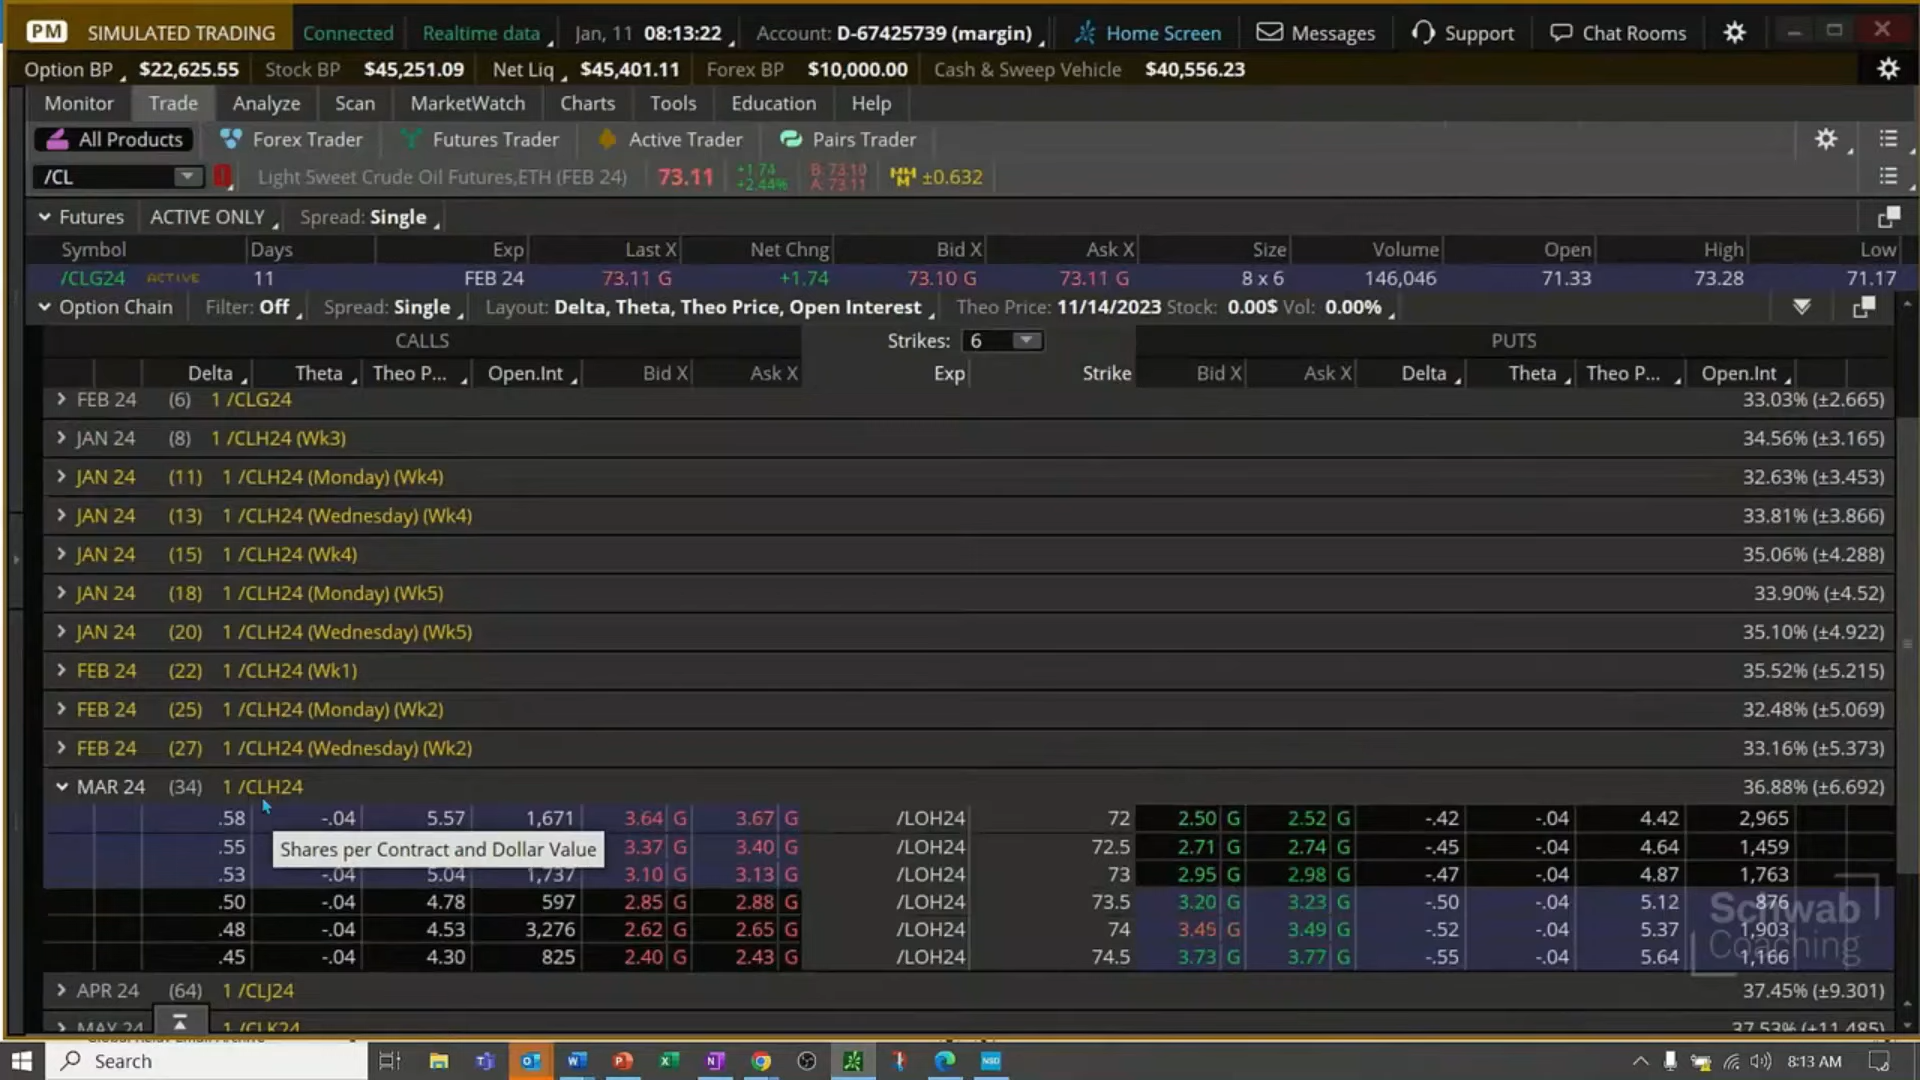 PM SIMULATED TRADING Connected Realtime data Jan, 11 08:13:22 Account: D-67425739 (margin) Home Screen Messages Support Chat Rooms
Option BP $22,625.55 Stock BP $45,251.09 Net Liq $45,401.11 Forex BP $10,000.00 Cash & Sweep Vehicle $40,556.23
Monitor Trade Analyze Scan MarketWatch Charts Tools Education Help
All Products Forex Trader Futures Trader Active Trader Pairs Trader
/CL Light Sweet Crude Oil Futures,ETH (FEB 24) 73.11 +1.74 +2.44% B: 73.10 A: 73.11 ±0.632
Futures ACTIVE ONLY Spread: Single
Symbol Days Exp Last X Net Chng Bid X Ask X Size Volume Open High Low
/CLG24 ACTIVE 11 FEB 24 73.11 G +1.74 73.10 G 73.11 G 8 x 6 146,046 71.33 73.28 71.17
Option Chain Filter: Off Spread: Single Layout: Delta, Theta, Theo Price, Open Interest Theo Price: 11/14/2023 Stock: 0.00$ Vol: 0.00%
CALLS Strikes: 6 PUTS
Delta Theta Theo P... Open.Int Bid X Ask X Exp Strike Bid X Ask X Delta Theta Theo P... Open.Int
FEB 24 (6) 1 /CLG24 33.03% (±2.665)
JAN 24 (8) 1 /CLH24 (Wk3) 34.56% (±3.165)
JAN 24 (11) 1 /CLH24 (Monday) (Wk4) 32.63% (±3.453)
JAN 24 (13) 1 /CLH24 (Wednesday) (Wk4) 33.81% (±3.866)
JAN 24 (15) 1 /CLH24 (Wk4) 35.06% (±4.288)
JAN 24 (18) 1 /CLH24 (Monday) (Wk5) 33.90% (±4.52)
JAN 24 (20) 1 /CLH24 (Wednesday) (Wk5) 35.10% (±4.922)
FEB 24 (22) 1 /CLH24 (Wk1) 35.52% (±5.215)
FEB 24 (25) 1 /CLH24 (Monday) (Wk2) 32.48% (±5.069)
FEB 24 (27) 1 /CLH24 (Wednesday) (Wk2) 33.16% (±5.373)
MAR 24 (34) 1 /CLH24 36.88% (±6.692)
.58 -.04 5.57 1,671 3.64 G 3.67 G /LOH24 72 2.50 G 2.52 G -.42 -.04 4.42 2,965
.55 Shares per Contract and Dollar Value 3.37 G 3.40 G /LOH24 72.5 2.71 G 2.74 G -.45 -.04 4.64 1,459
.53 -.04 5.04 1,737 3.10 G 3.13 G /LOH24 73 2.95 G 2.98 G -.47 -.04 4.87 1,763
.50 -.04 4.78 597 2.85 G 2.88 G /LOH24 73.5 3.20 G 3.23 G -.50 -.04 5.12 876
.48 -.04 4.53 3,276 2.62 G 2.65 G /LOH24 74 3.45 G 3.49 G -.52 -.04 5.37 1,903
.45 -.04 4.30 825 2.40 G 2.43 G /LOH24 74.5 3.73 G 3.77 G -.55 -.04 5.64 1,166
Schwab
Coaching
APR 24 (64) 1 /CLJ24 37.45% (±9.301)
MAY 24 1 /CLK24 37.53% (±11.485)
Search 8:13 AM